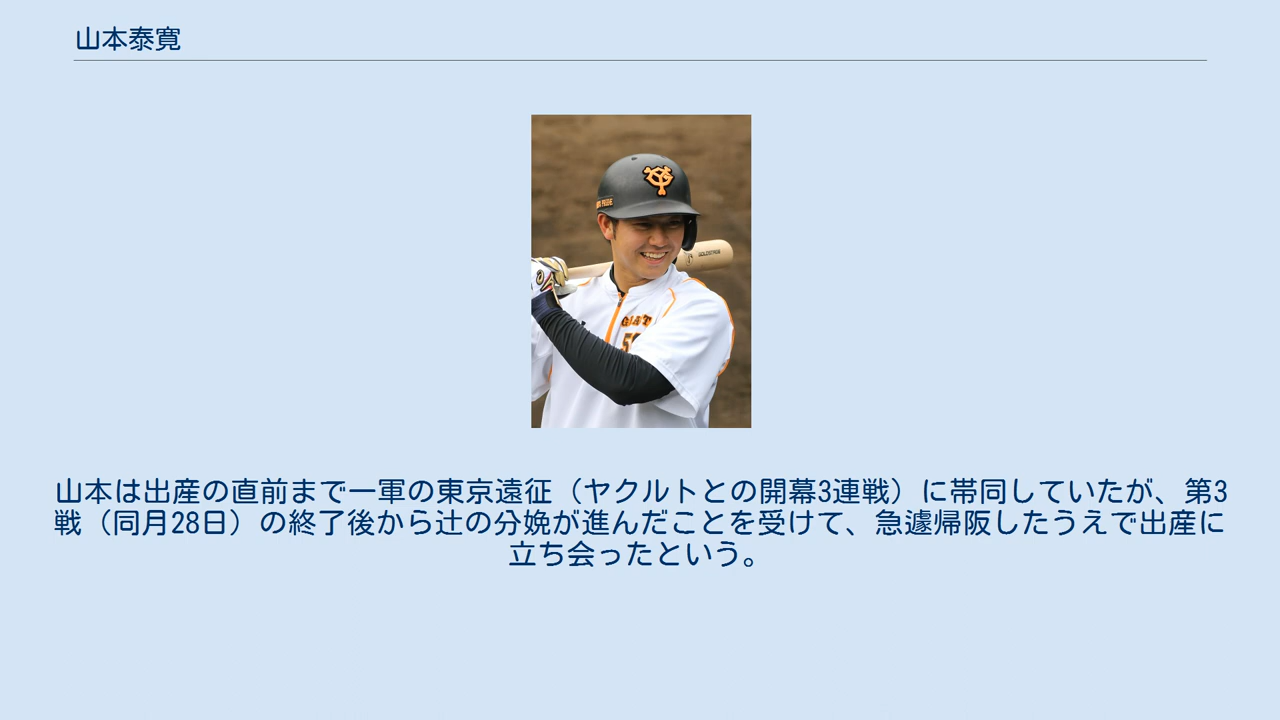 山本泰寛
山本は出産の直前まで一軍の東京遠征（ヤクルトとの開幕3連戦）に帯同していたが、第3
戦（同月28日）の終了後から辻の分娩が進んだことを受けて、急遽帰阪したうえで出産に
立ち会ったという。